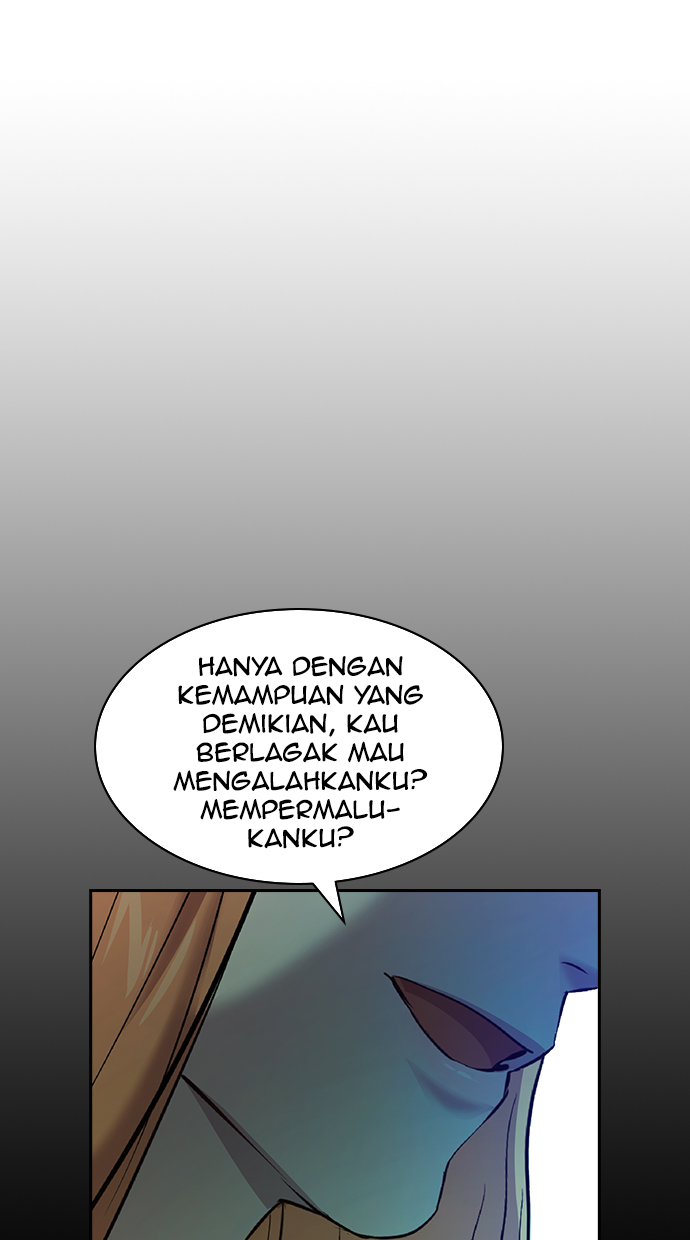 HANYA DENGAN
KEMAMPUAN YANG
DEMIKIAN, KAU
BERLAGAK MAU
MENGALAHKANKU?
MEMPERMALU-
KANKU?